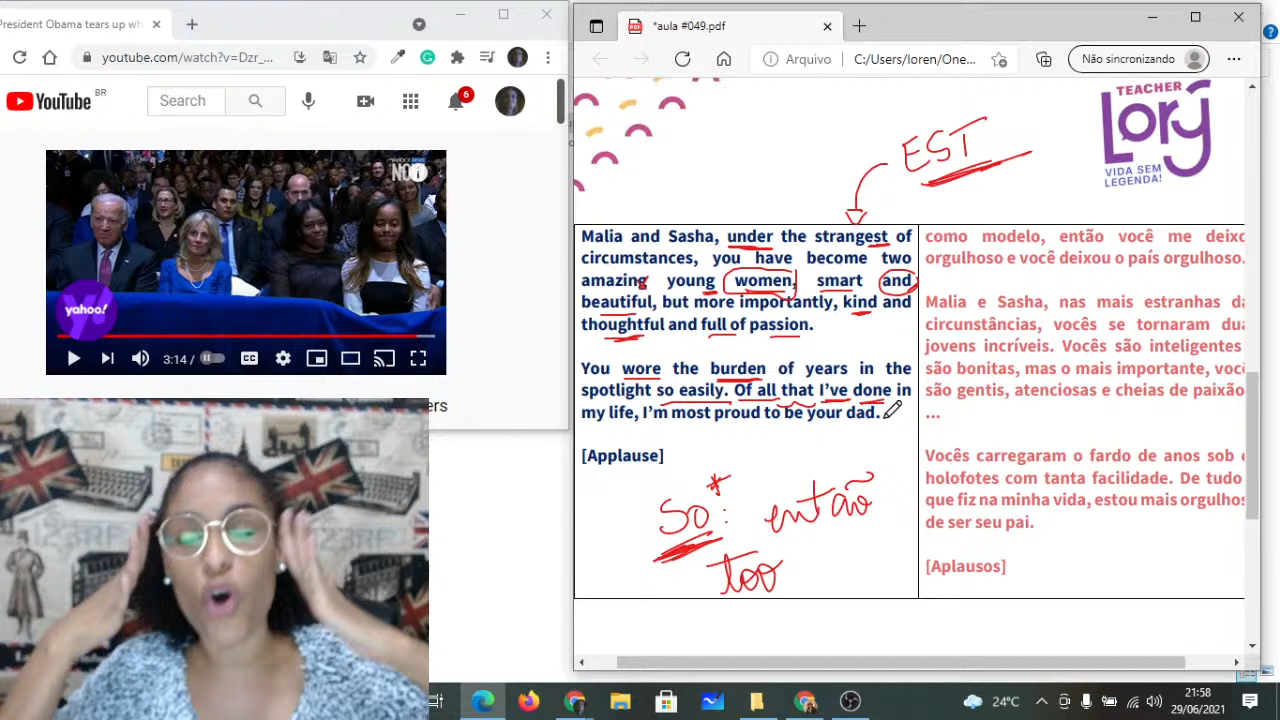 President Obama tears up wh
youtube.com/watch?v=Dzr_...
YouTube BR
Search
6
yahoo!
3:14
CC
ers
*aula #049.pdf
Arquivo
C:/Users/loren/One...
Não sincronizando
TEACHER
Lory
VIDA SEM
LEGENDA!
EST
Malia and Sasha, under the strangest of
circumstances, you have become two
amazing young women, smart and
beautiful, but more importantly, kind and
thoughtful and full of passion.
You wore the burden of years in the
spotlight so easily. Of all that I've done in
my life, I'm most proud to be your dad.
[Applause]
So*: então
too
como modelo, então você me deixo
orgulhoso e você deixou o país orgulhoso.
Malia e Sasha, nas mais estranhas da
circunstâncias, vocês se tornaram dua
jovens incríveis. Vocês são inteligentes
são bonitas, mas o mais importante, você
são gentis, atenciosas e cheias de paixão
...
Vocês carregaram o fardo de anos sob
holofotes com tanta facilidade. De tudo
que fiz na minha vida, estou mais orgulhos
de ser seu pai.
[Aplausos]
24°C
21:58
29/06/2021